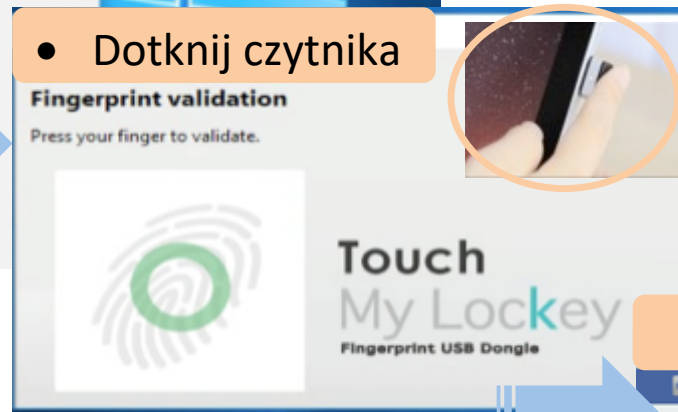 • Dotknij czytnika
Fingerprint validation
Press your finger to validate.
Touch
My Lockey
Fingerprint USB Dongle